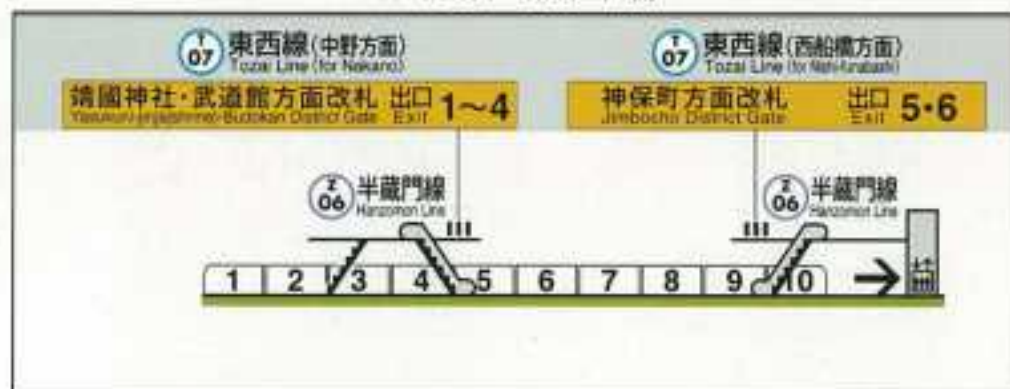 T
07
東西線(中野方面)
Tozai Line (for Nakano)
T
07
東西線(西船橋方面)
Tozai Line (for Nishi-funabashi)
靖國神社・武道館方面改札 出口 1~4
Exit
神保町方面改札 出口 5・6
Jimbocho District Gate Exit
Z
06
半蔵門線
Hanzomon Line
Z
06
半蔵門線
Hanzomon Line
1 2 3 4 5 6 7 8 9 10